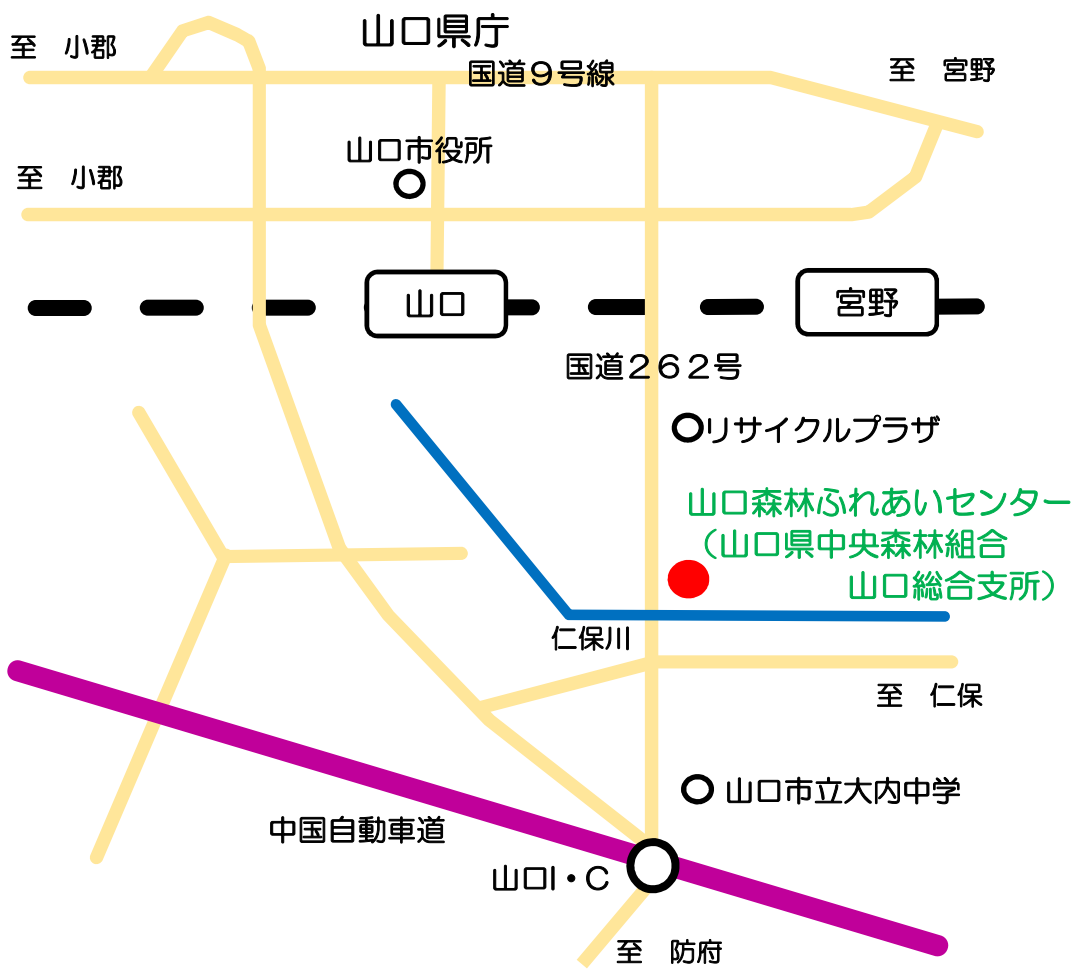 山口県庁
至　小郡
国道９号線
至　宮野
山口市役所
至　小郡
山口
宮野
国道２６２号
リサイクルプラザ
山口森林ふれあいセンター
（山口県中央森林組合
山口総合支所）
仁保川
至　仁保
山口市立大内中学
中国自動車道
山口I・C
至　防府